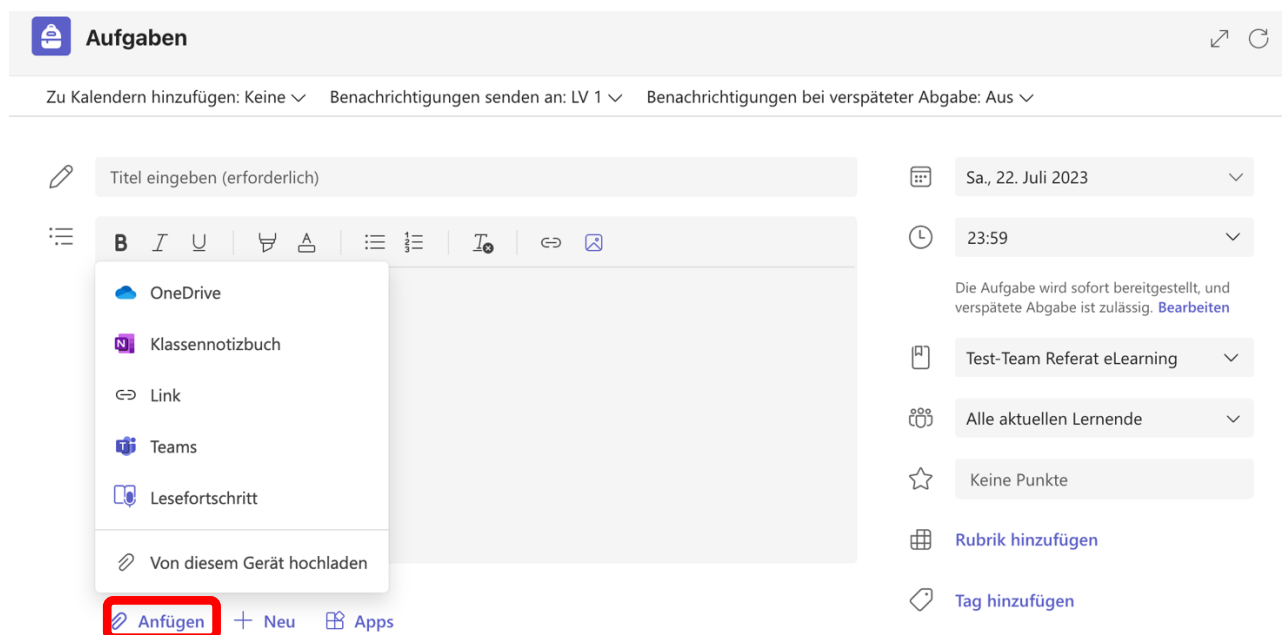 Aufgaben
Zu Kalendern hinzufügen: Keine
Benachrichtigungen senden an: LV 1
Benachrichtigungen bei verspäteter Abgabe: Aus
Titel eingeben (erforderlich)
B I U
OneDrive
Klassennotizbuch
Link
Teams
Lesefortschritt
Von diesem Gerät hochladen
Anfügen
Neu
Apps
Sa., 22. Juli 2023
23:59
Die Aufgabe wird sofort bereitgestellt, und
verspätete Abgabe ist zulässig. Bearbeiten
Test-Team Referat eLearning
Alle aktuellen Lernende
Keine Punkte
Rubrik hinzufügen
Tag hinzufügen